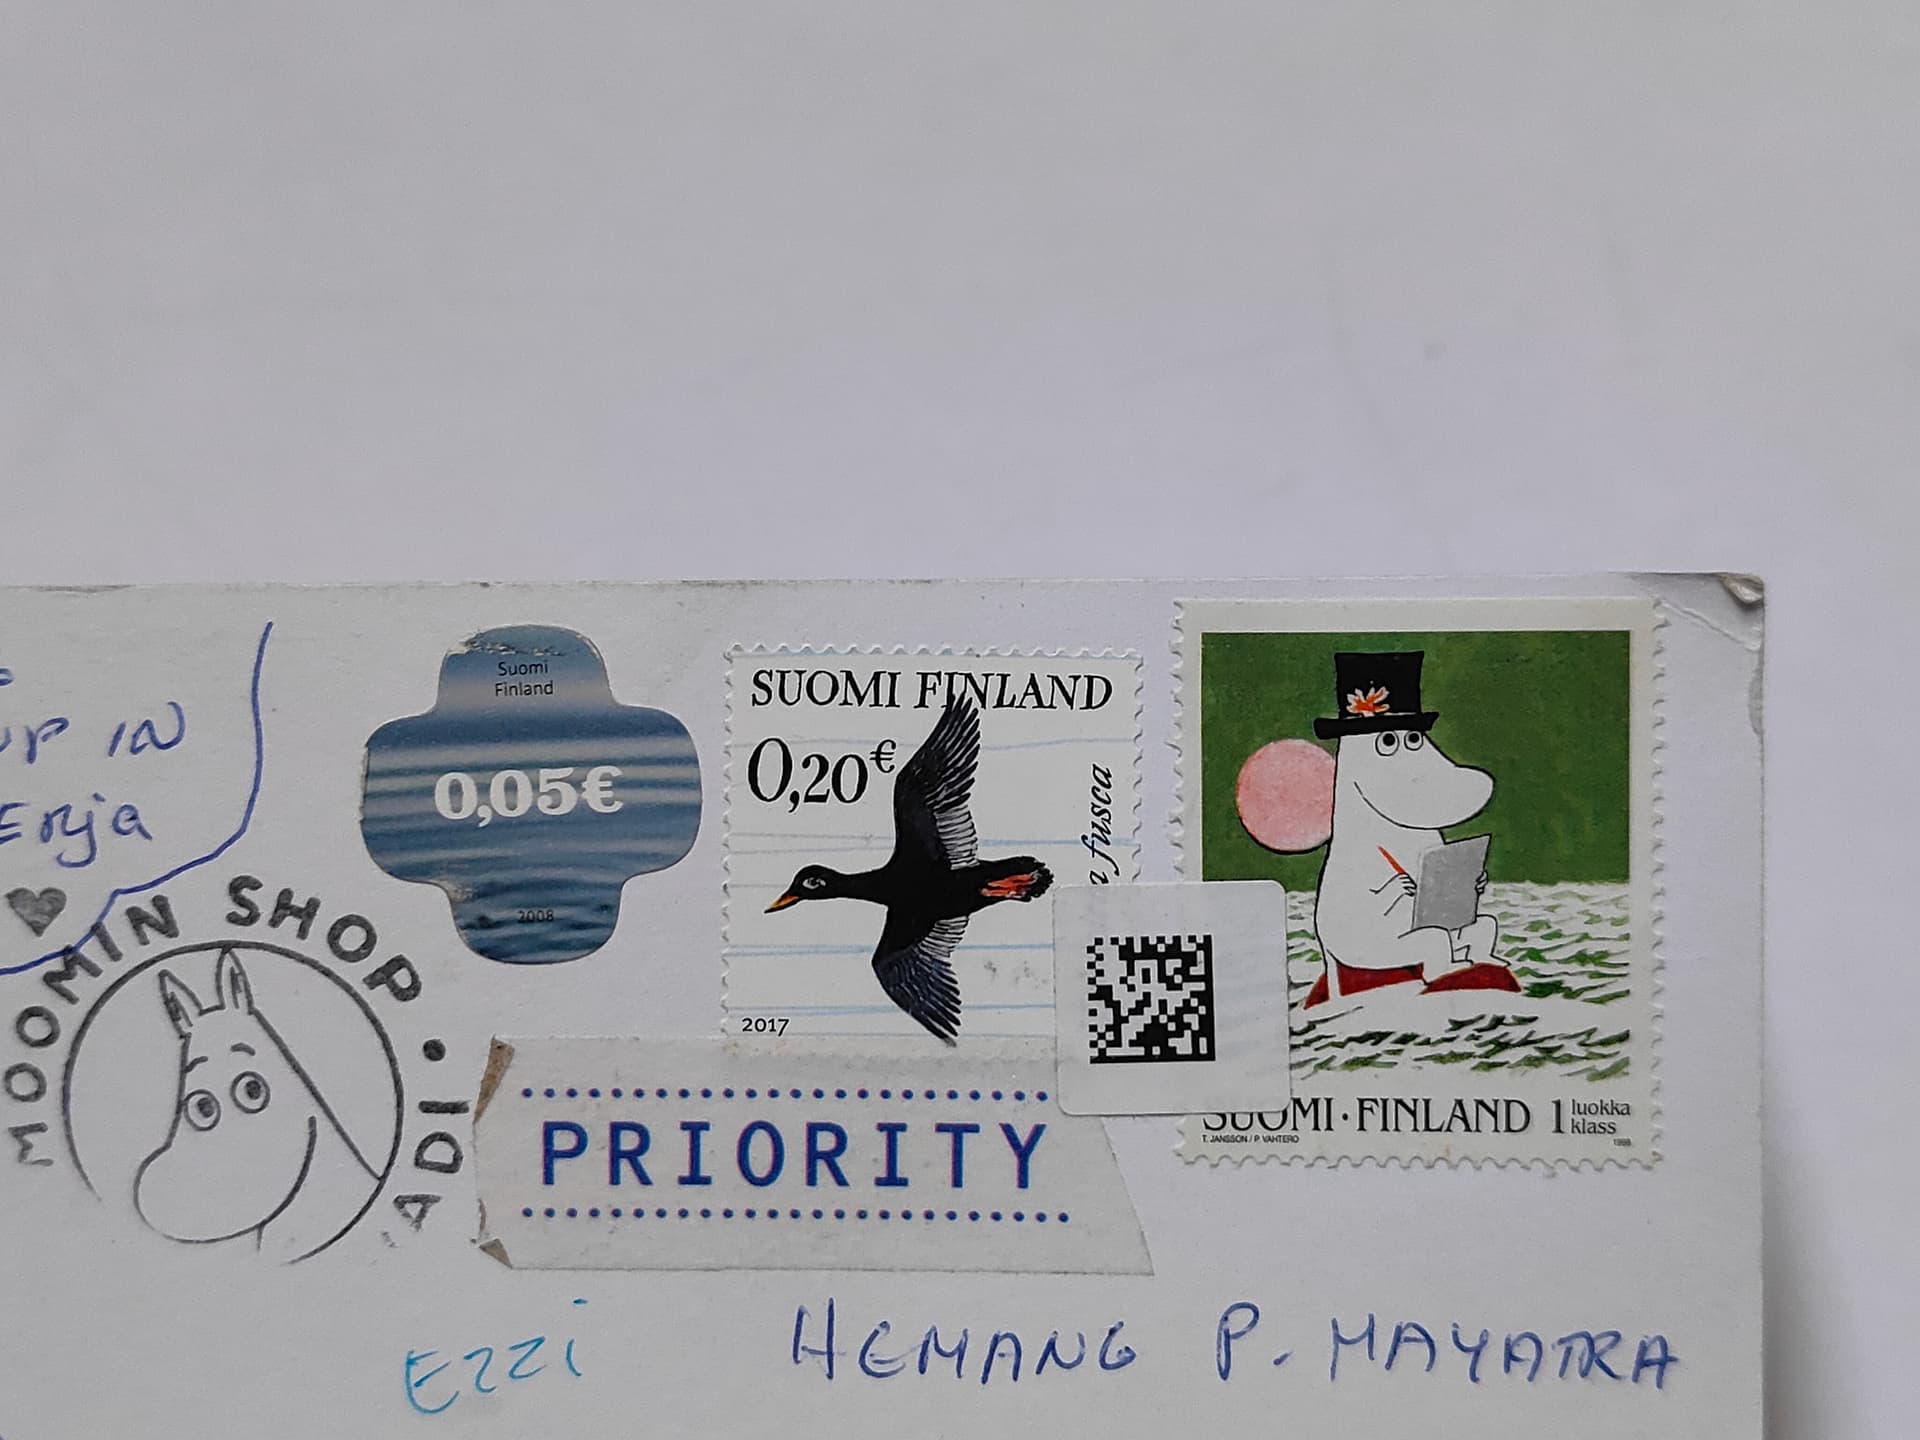 UP IN
Erja
Suomi
Finland
0,05€
2008
SUOMI FINLAND
0,20€
fusca
2017
SUOMI · FINLAND 1 luokka
klass
T. JANSSON / P. VAHTERO
1998
MOOMIN SHOP
PRIORITY
Ezzi
HEMANG P. MAYATRA